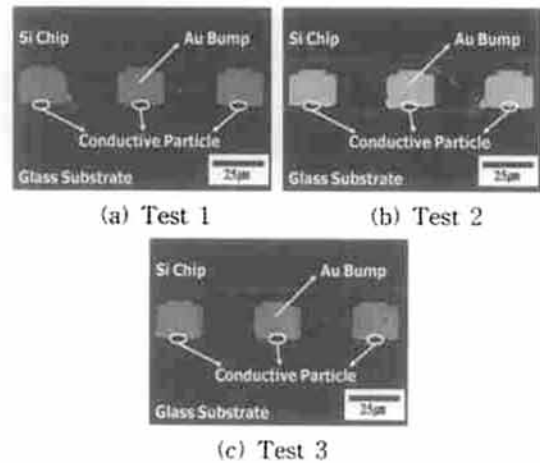 Si Chip
Au Bump
Conductive Particle
Glass Substrate
25μm
(a) Test 1
Si Chip
Au Bump
Conductive Particle
Glass Substrate
25μm
(b) Test 2
Si Chip
Au Bump
Conductive Particle
Glass Substrate
25μm
(c) Test 3